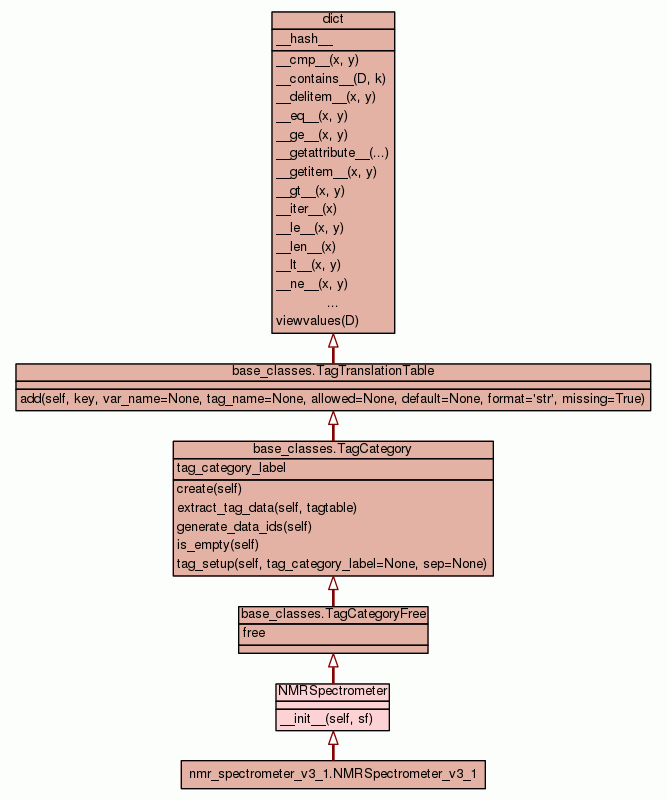 dict
__hash__
__cmp__(x, y)
__contains__(D, k)
__delitem__(x, y)
__eq__(x, y)
__ge__(x, y)
__getattribute__(...)
__getitem__(x, y)
__gt__(x, y)
__iter__(x)
__le__(x, y)
__len__(x)
__lt__(x, y)
__ne__(x, y)
...
viewvalues(D)
base_classes.TagTranslationTable
add(self, key, var_name=None, tag_name=None, allowed=None, default=None, format='str', missing=True)
base_classes.TagCategory
tag_category_label
create(self)
extract_tag_data(self, tagtable)
generate_data_ids(self)
is_empty(self)
tag_setup(self, tag_category_label=None, sep=None)
base_classes.TagCategoryFree
free
NMRSpectrometer
__init__(self, sf)
nmr_spectrometer_v3_1.NMRSpectrometer_v3_1